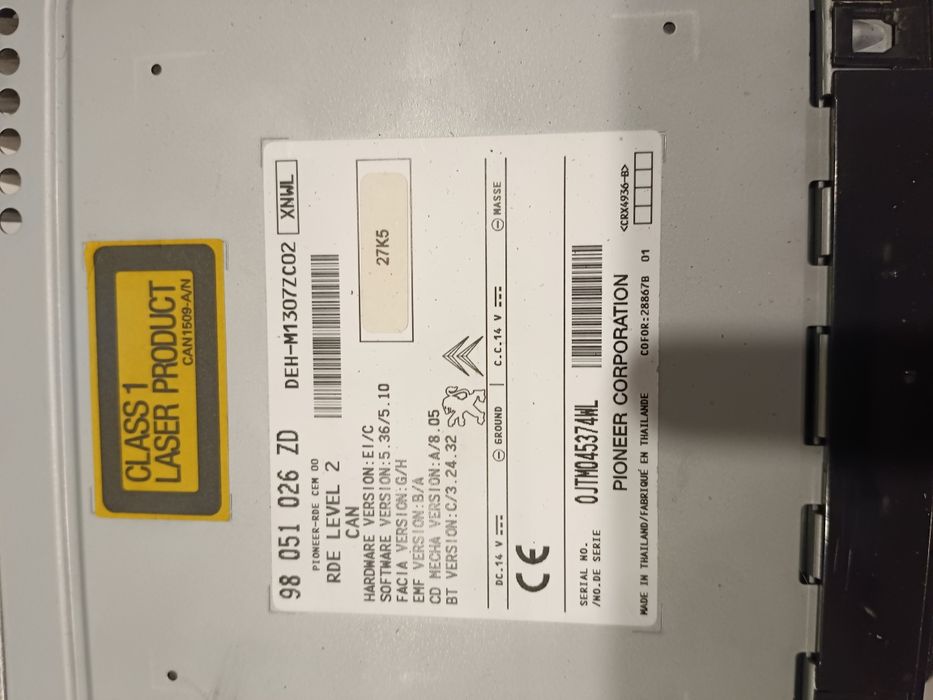 CLASS 1
LASER PRODUCT
CAN1509-A/N
98 051 026 ZD
DEH-M1307ZC02 XNWL
PIONEER-RDE CEM 00
RDE LEVEL 2
CAN
27K5
HARDWARE VERSION:EI/C
SOFTWARE VERSION:5.36/5.10
FACIA VERSION:G/H
EMF VERSION:B/A
CD MECHA VERSION:A/8.05
BT VERSION:C/3.24.32
DC.14 V ⎓ ⊖ GROUND | C.C.14 V ⎓ ⊖ MASSE
CE
SERIAL NO.
/NO.DE SERIE
OJTM045374WL
PIONEER CORPORATION
<CRX4936-B>
MADE IN THAILAND/FABRIQUÉ EN THAILANDE COFOR:28867B 01